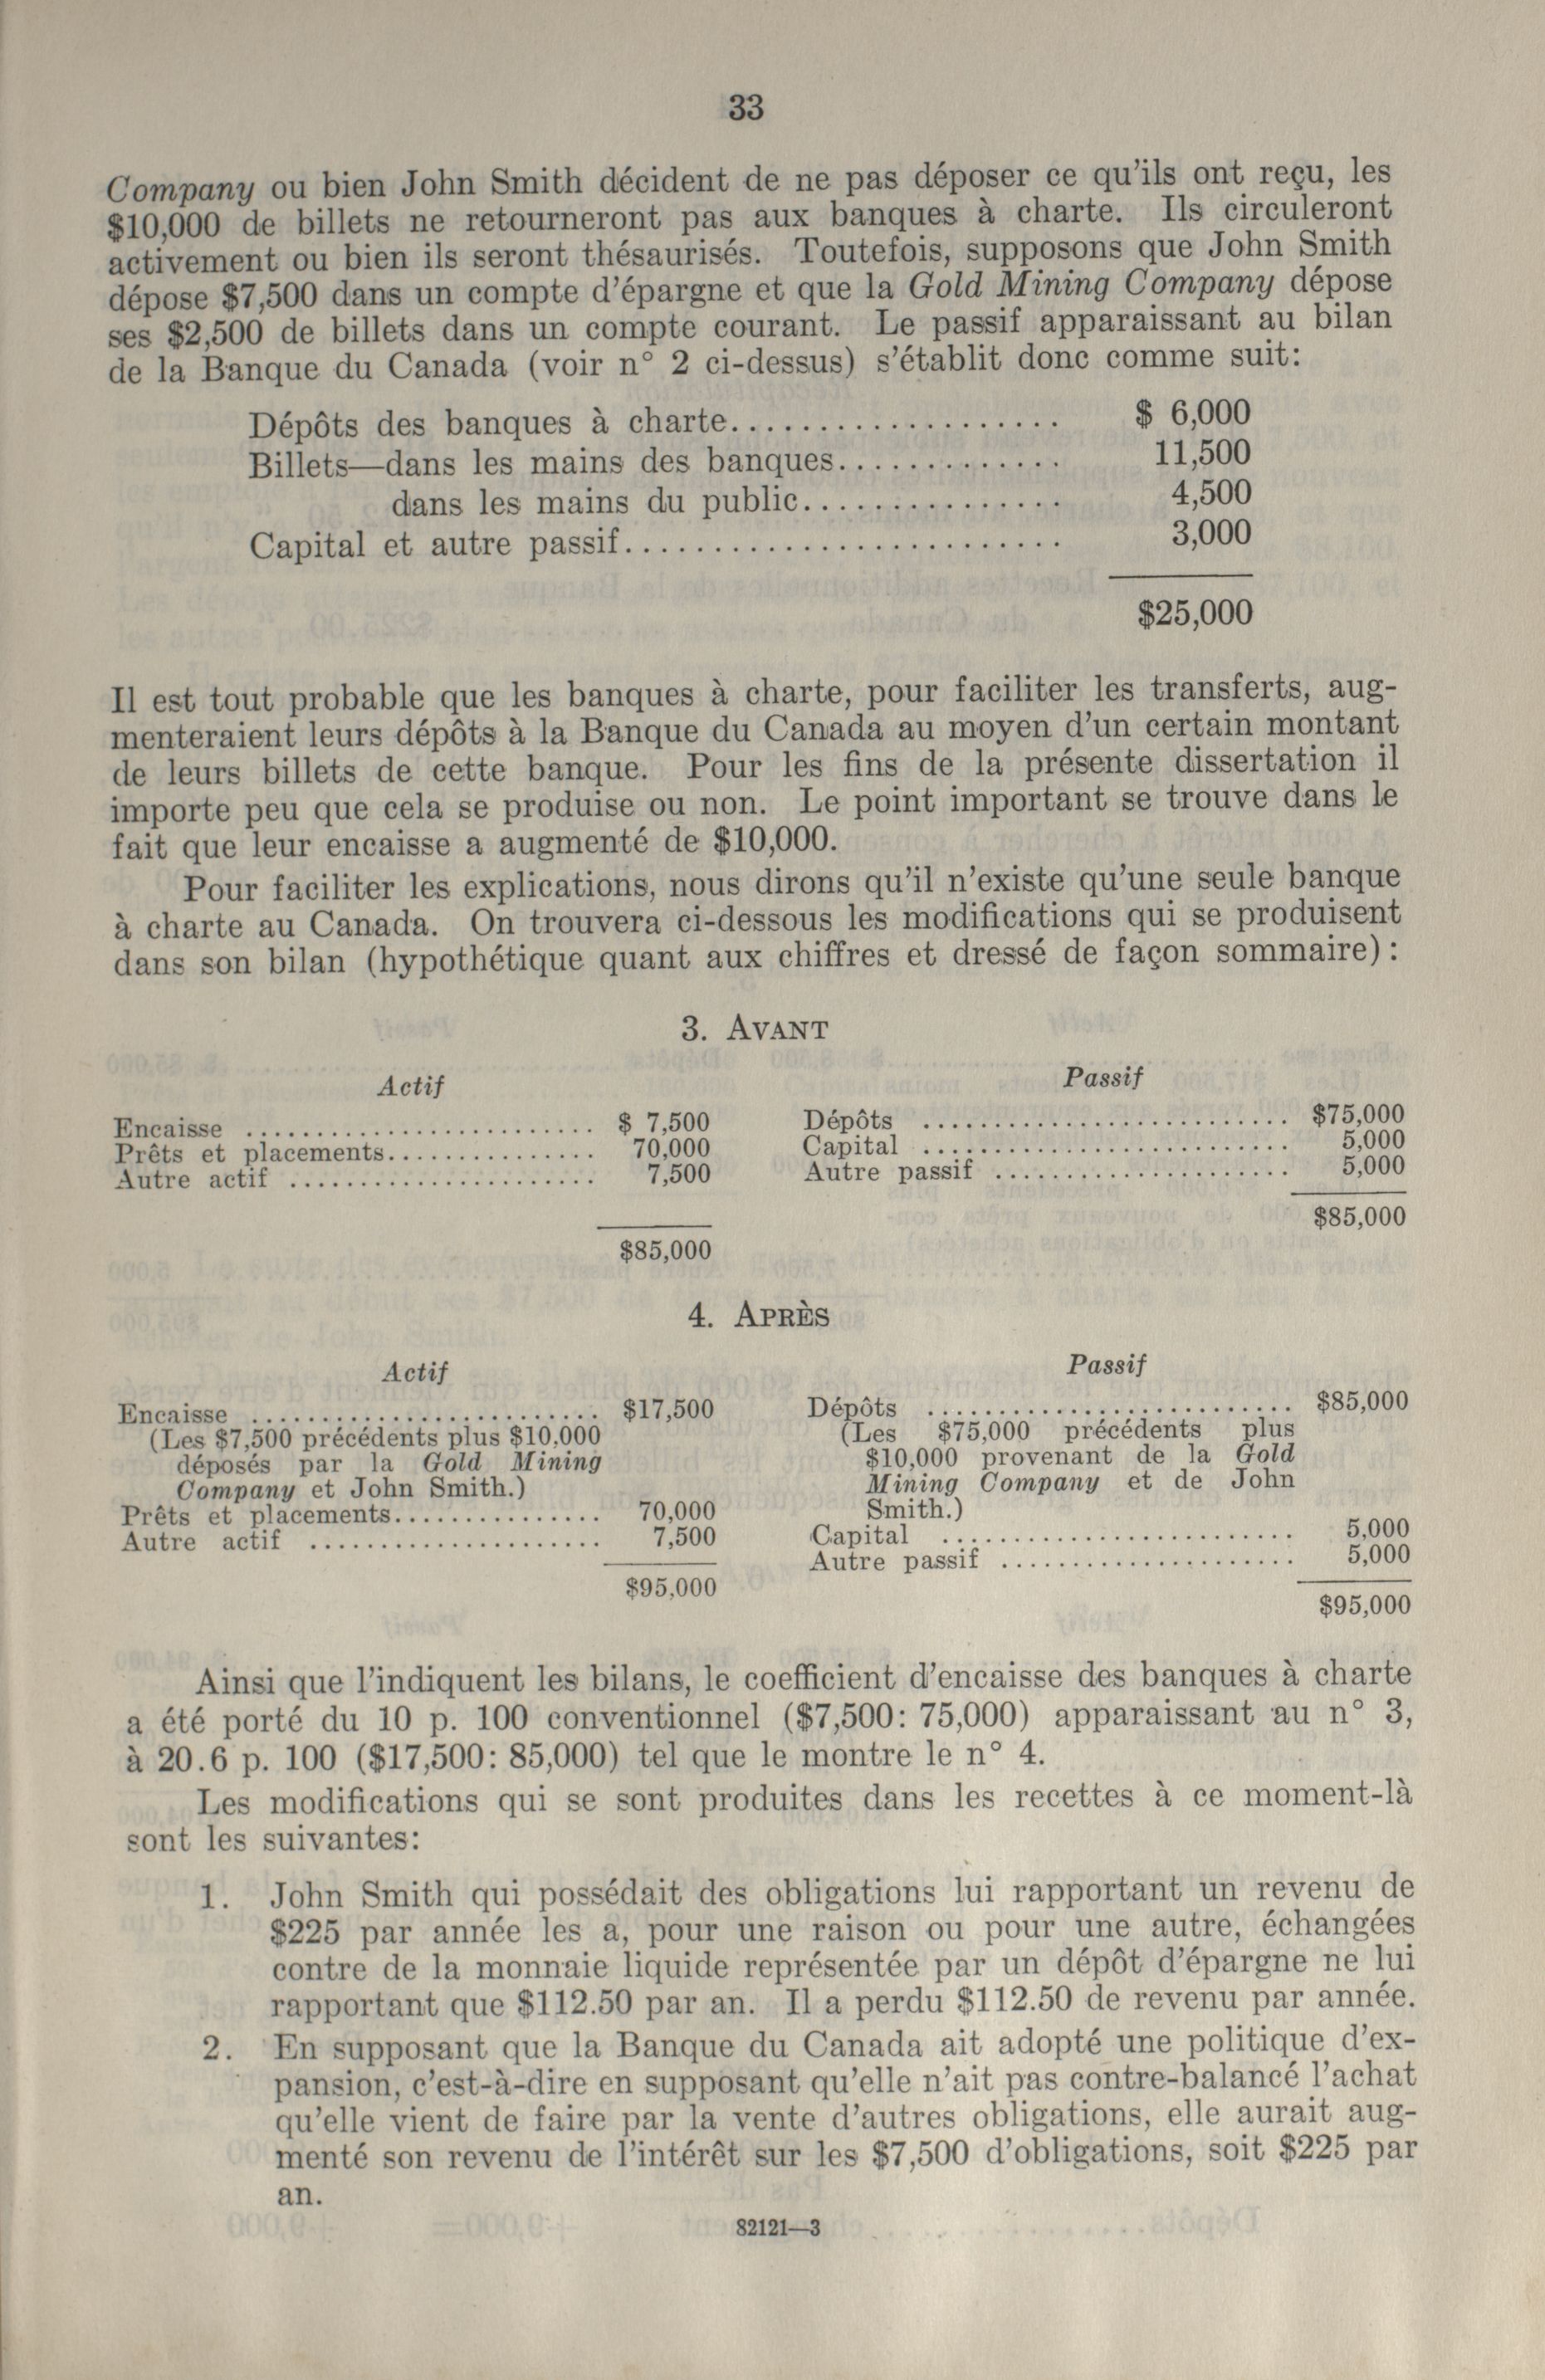 33
Company ou bien John Smith décident de ne pas déposer ce qu'ils ont reçu, les
$10,000 de billets ne retourneront pas aux banques à charte. Ils circuleront
activement ou bien ils seront thésaurisés. Toutefois, supposons que John Smith
dépose $7,500 dans un compte d'épargne et que la Gold Mining Company dépose
ses $2,500 de billets dans un compte courant. Le passif apparaissant au bilan
de la Banque du Canada (voir n° 2 ci-dessus) s'établit donc comme suit:
Dépôts des banques à charte.................... $ 6,000
Billets—dans les mains des banques............. 11,500
dans les mains du public............... 4,500
Capital et autre passif......................... 3,000
$25,000
Il est tout probable que les banques à charte, pour faciliter les transferts, aug-
menteraient leurs dépôts à la Banque du Canada au moyen d'un certain montant
de leurs billets de cette banque. Pour les fins de la présente dissertation il
importe peu que cela se produise ou non. Le point important se trouve dans le
fait que leur encaisse a augmenté de $10,000.
Pour faciliter les explications, nous dirons qu'il n'existe qu'une seule banque
à charte au Canada. On trouvera ci-dessous les modifications qui se produisent
dans son bilan (hypothétique quant aux chiffres et dressé de façon sommaire):
3. AVANT
Actif
Encaisse ......................... $ 7,500
Prêts et placements............... 70,000
Autre actif ...................... 7,500
$85,000
Passif
Dépôts .......................... $75,000
Capital .......................... 5,000
Autre passif ..................... 5,000
$85,000
4. APRÈS
Actif
Encaisse ......................... $17,500
(Les $7,500 précédents plus $10,000
déposés par la Gold Mining
Company et John Smith.)
Prêts et placements............... 70,000
Autre actif ..................... 7,500
$95,000
Passif
Dépôts .......................... $85,000
(Les $75,000 précédents plus
$10,000 provenant de la Gold
Mining Company et de John
Smith.)
Capital ......................... 5,000
Autre passif ..................... 5,000
$95,000
Ainsi que l'indiquent les bilans, le coefficient d'encaisse des banques à charte
a été porté du 10 p. 100 conventionnel ($7,500: 75,000) apparaissant au n° 3,
à 20.6 p. 100 ($17,500: 85,000) tel que le montre le n° 4.
Les modifications qui se sont produites dans les recettes à ce moment-là
sont les suivantes:
1. John Smith qui possédait des obligations lui rapportant un revenu de
$225 par année les a, pour une raison ou pour une autre, échangées
contre de la monnaie liquide représentée par un dépôt d'épargne ne lui
rapportant que $112.50 par an. Il a perdu $112.50 de revenu par année.
2. En supposant que la Banque du Canada ait adopté une politique d'ex-
pansion, c'est-à-dire en supposant qu'elle n'ait pas contre-balancé l'achat
qu'elle vient de faire par la vente d'autres obligations, elle aurait aug-
menté son revenu de l'intérêt sur les $7,500 d'obligations, soit $225 par
an.
82121—3